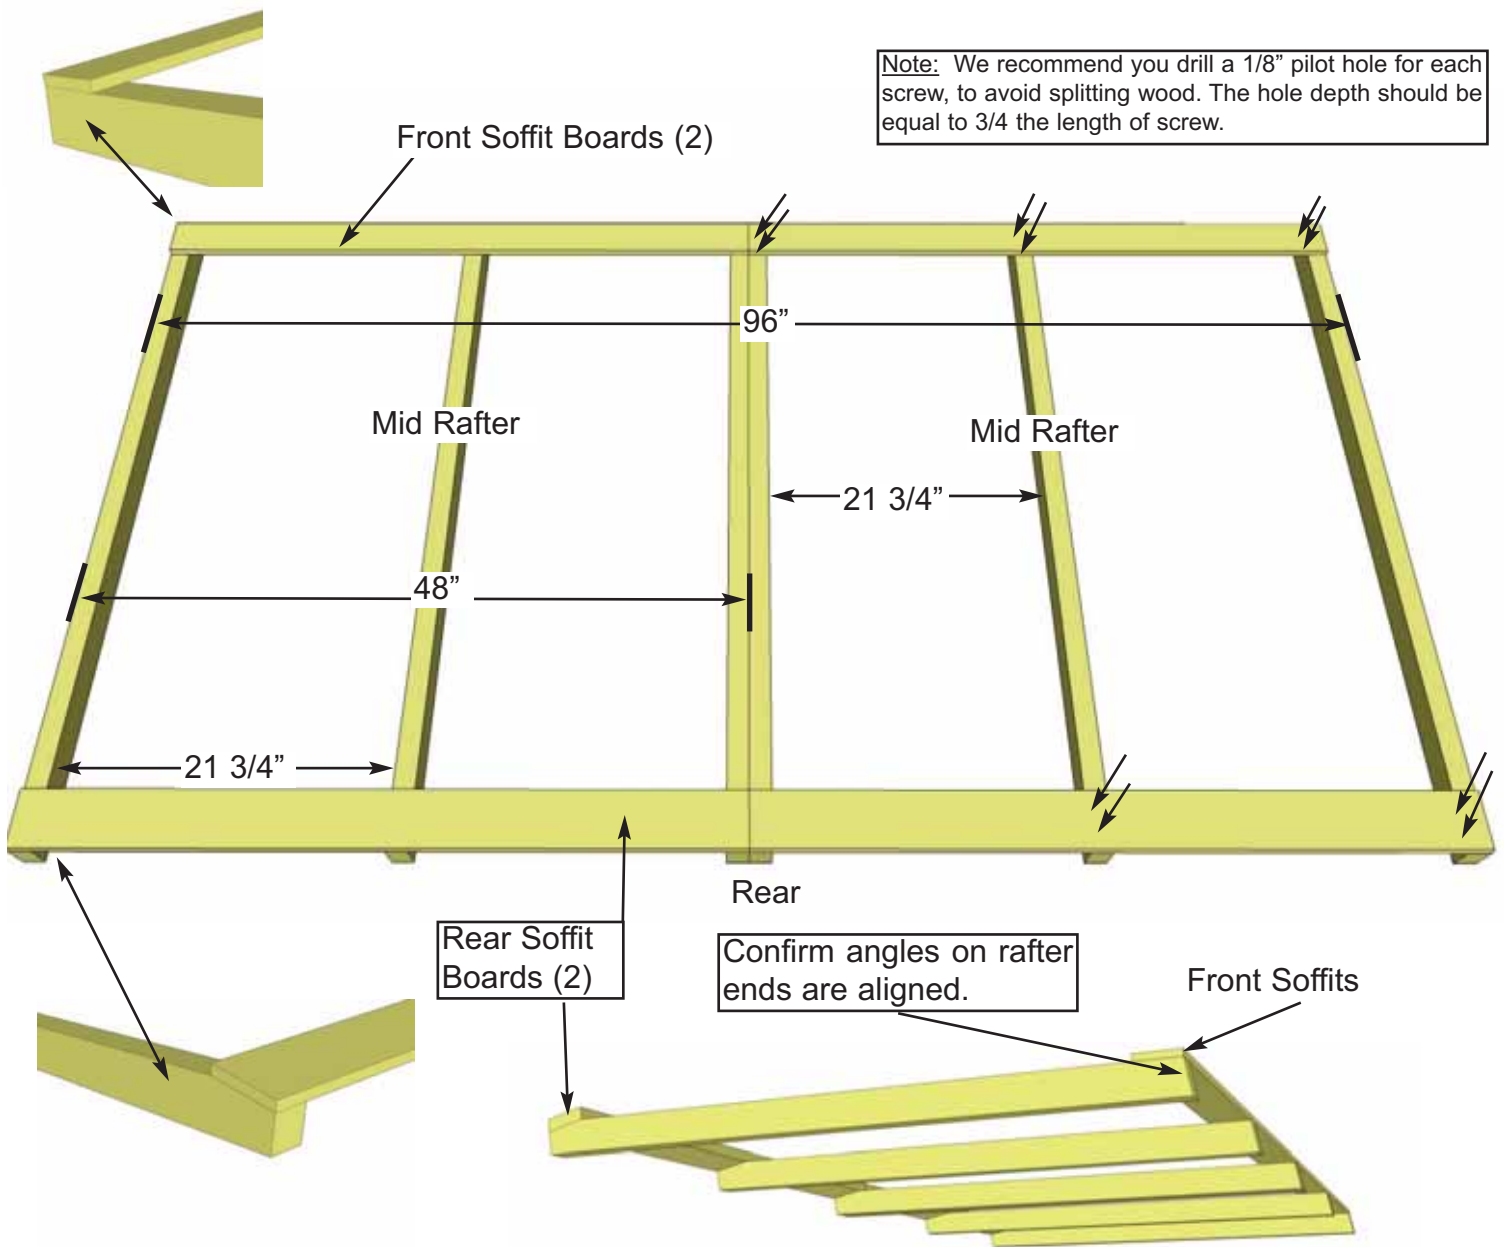 Note: We recommend you drill a 1/8” pilot hole for each
screw, to avoid splitting wood. The hole depth should be
equal to 3/4 the length of screw.
Front Soffit Boards (2)
96”
Mid Rafter
Mid Rafter
21 3/4”
48”
21 3/4”
Rear
Rear Soffit
Boards (2)
Confirm angles on rafter
ends are aligned.
Front Soffits